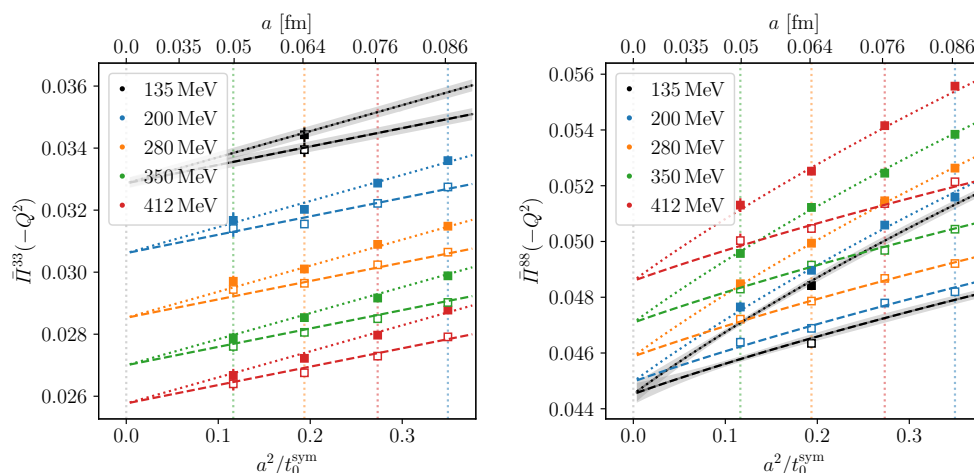 a [fm]
0.0 0.035 0.05 0.064 0.076 0.086
0.036
0.034
0.032
0.030
0.028
0.026
Π̄³³(−Q²)
135 MeV
200 MeV
280 MeV
350 MeV
412 MeV
0.0 0.1 0.2 0.3
a²/t₀ˢʸᵐ
a [fm]
0.0 0.035 0.05 0.064 0.076 0.086
0.056
0.054
0.052
0.050
0.048
0.046
0.044
Π̄⁸⁸(−Q²)
135 MeV
200 MeV
280 MeV
350 MeV
412 MeV
0.0 0.1 0.2 0.3
a²/t₀ˢʸᵐ